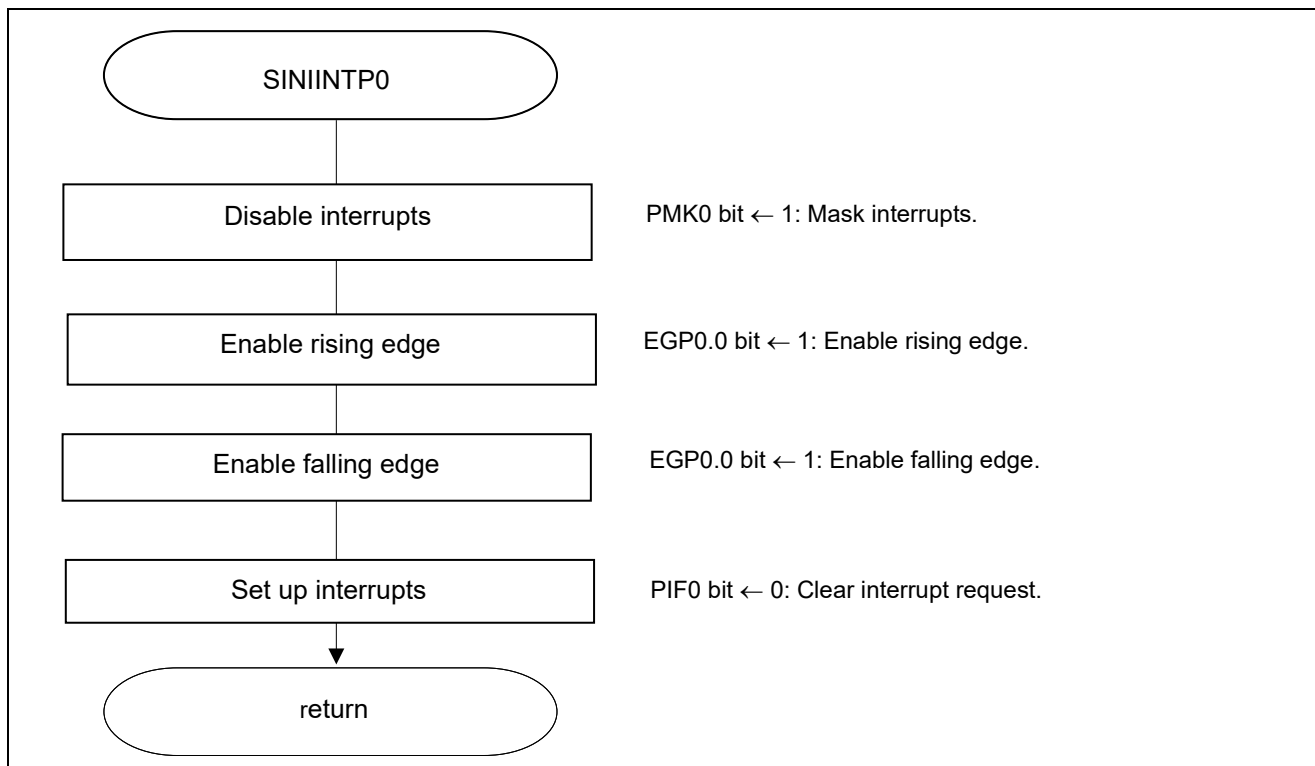 SINIINTP0
Disable interrupts
PMK0 bit ← 1: Mask interrupts.
Enable rising edge
EGP0.0 bit ← 1: Enable rising edge.
Enable falling edge
EGP0.0 bit ← 1: Enable falling edge.
Set up interrupts
PIF0 bit ← 0: Clear interrupt request.
return